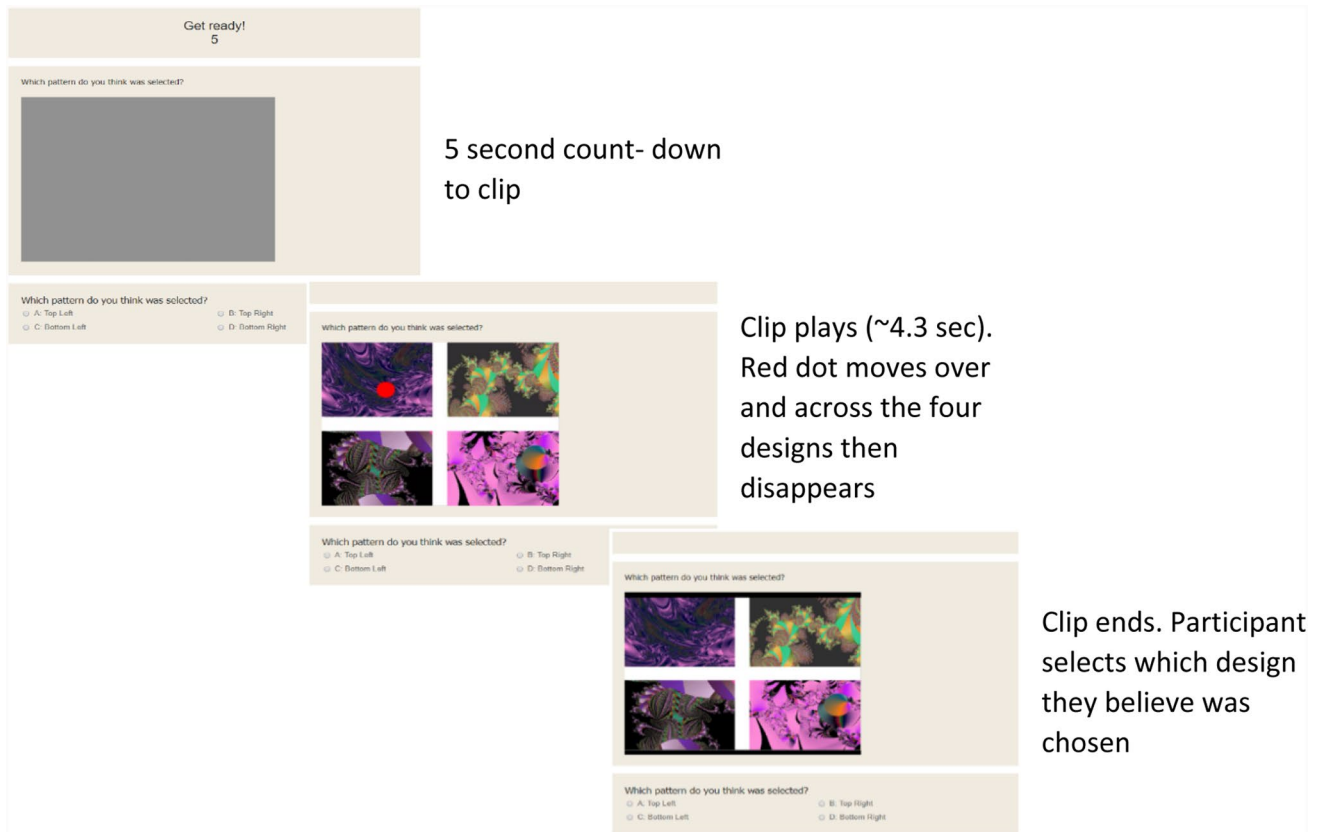 Get ready!
5
Which pattern do you think was selected?
5 second count- down
to clip
Which pattern do you think was selected?
A: Top Left
B: Top Right
C: Bottom Left
D: Bottom Right
Which pattern do you think was selected?
Clip plays (~4.3 sec).
Red dot moves over
and across the four
designs then
disappears
Which pattern do you think was selected?
A: Top Left
B: Top Right
C: Bottom Left
D: Bottom Right
Which pattern do you think was selected?
Clip ends. Participant
selects which design
they believe was
chosen
Which pattern do you think was selected?
A: Top Left
B: Top Right
C: Bottom Left
D: Bottom Right